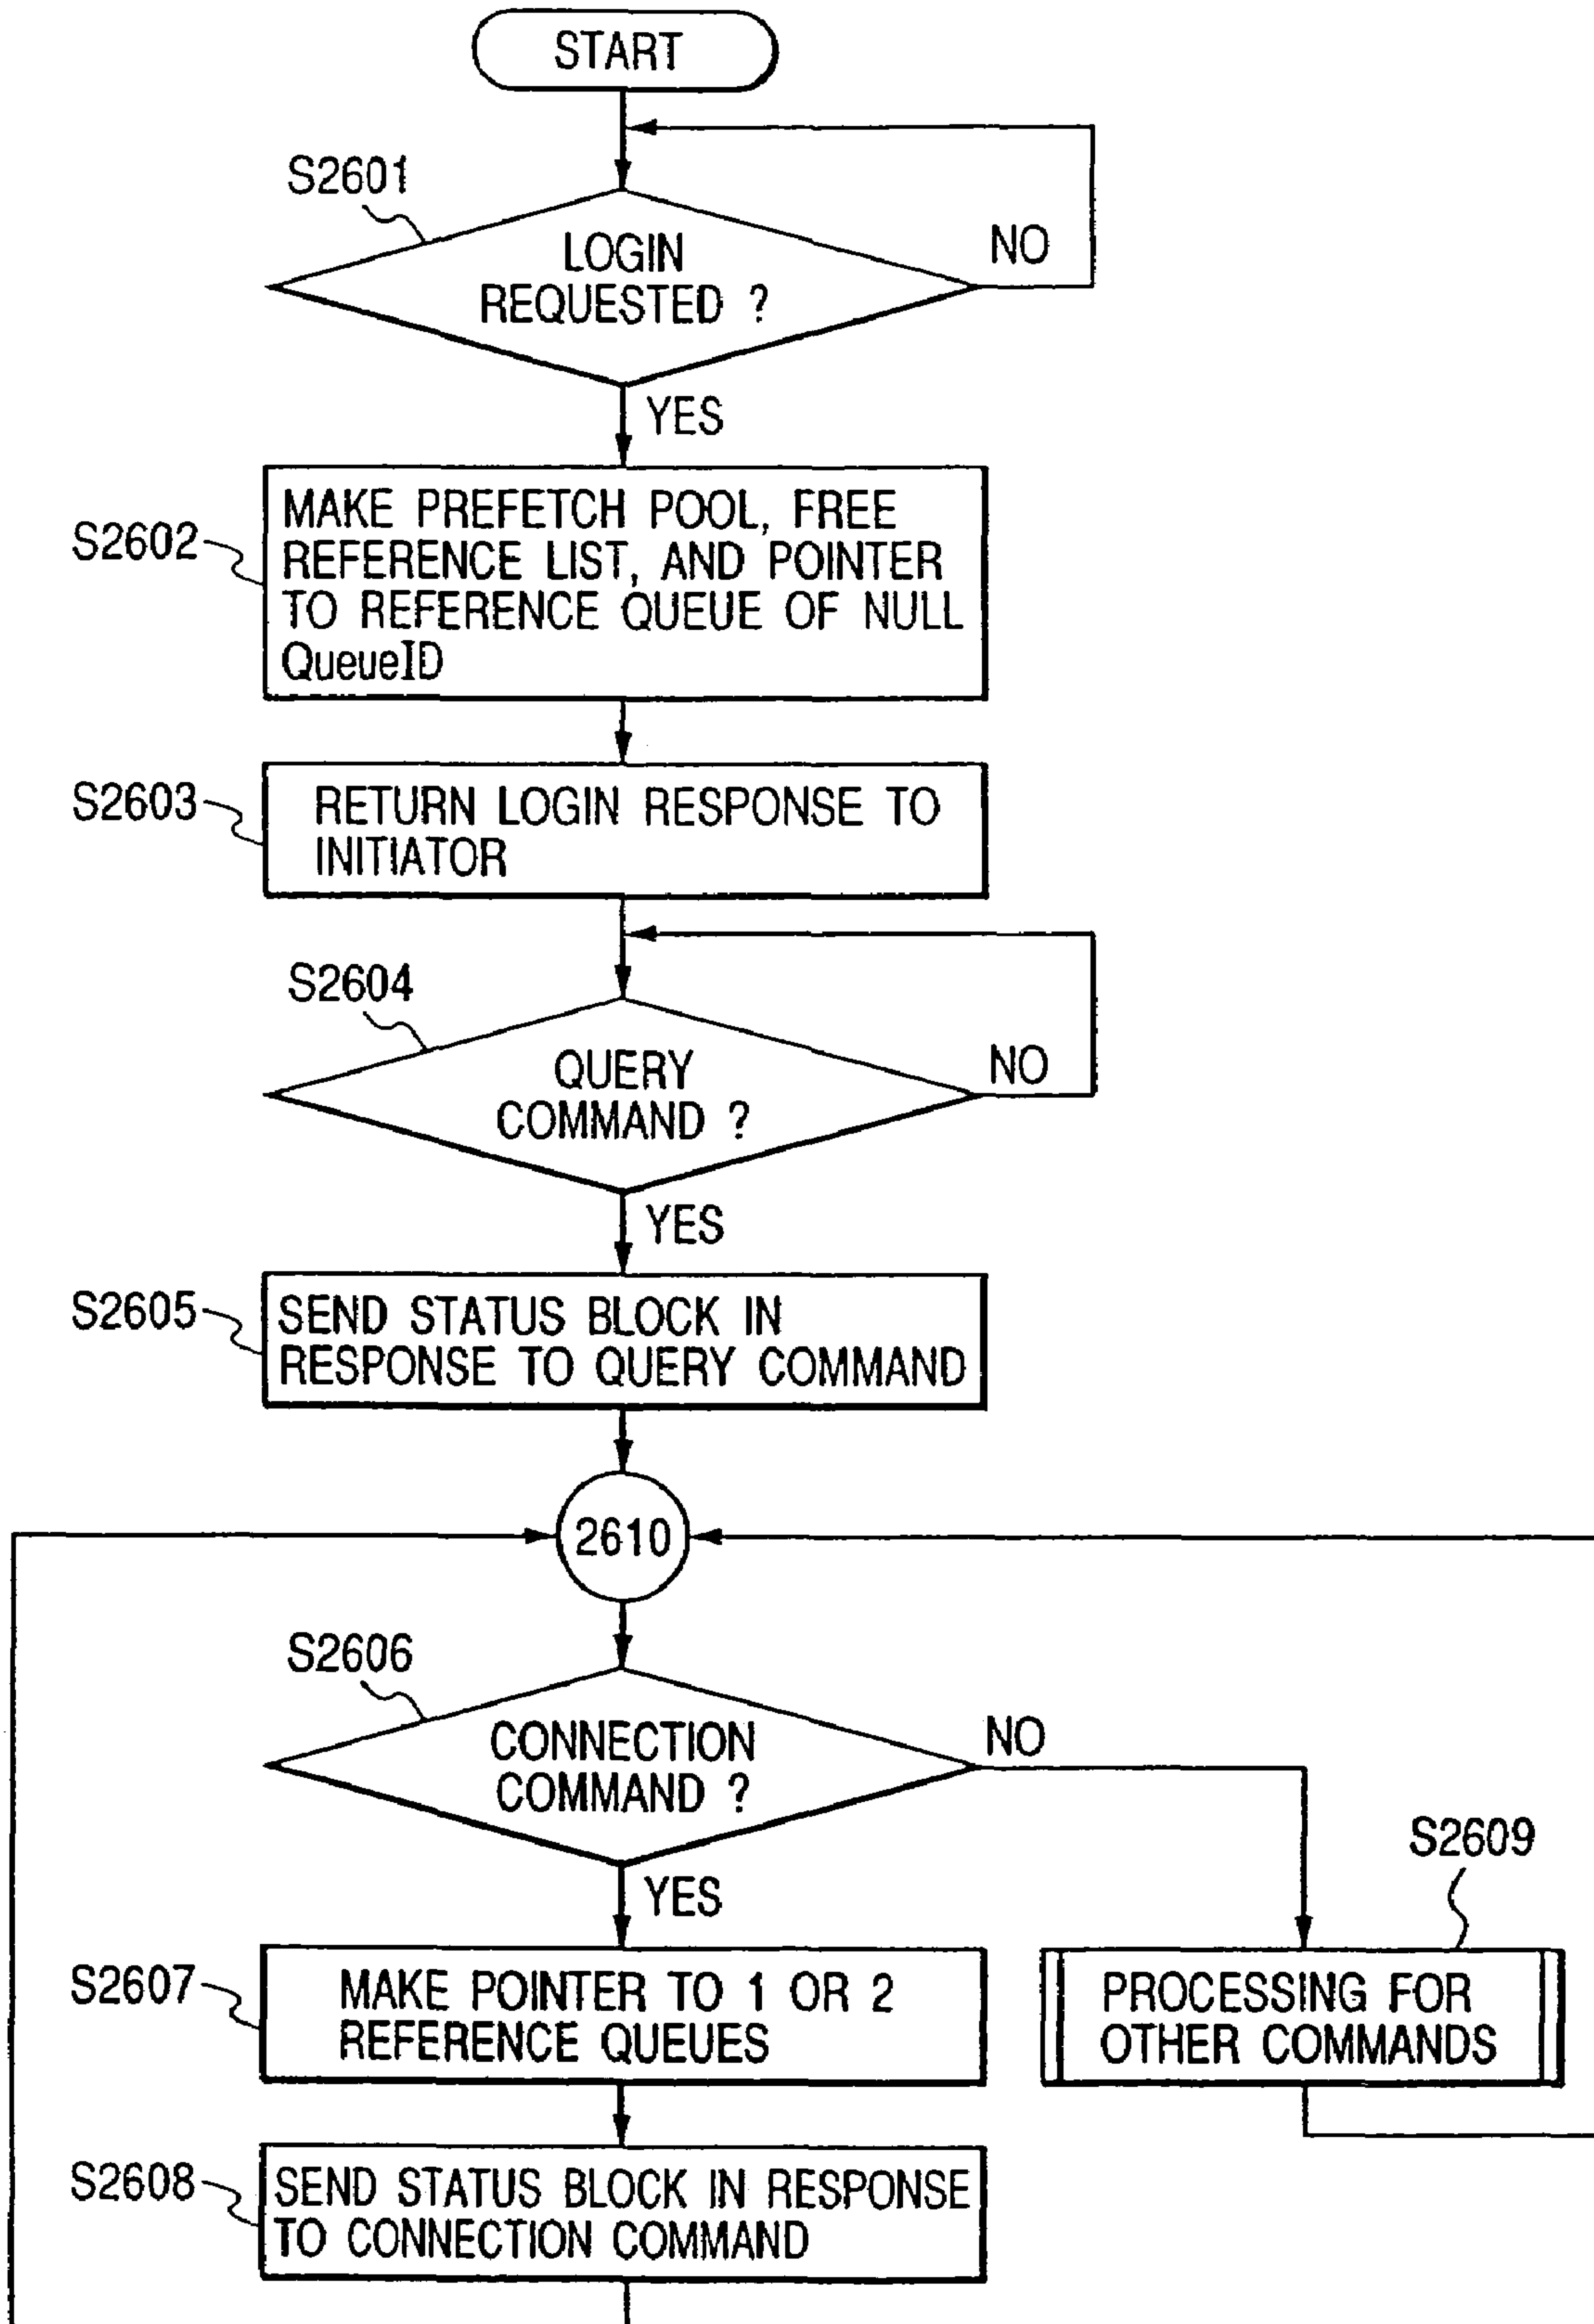 START
S2601
LOGIN
REQUESTED ?
NO
YES
S2602
MAKE PREFETCH POOL, FREE
REFERENCE LIST, AND POINTER
TO REFERENCE QUEUE OF NULL
QueueID
S2603
RETURN LOGIN RESPONSE TO
INITIATOR
S2604
QUERY
COMMAND ?
NO
YES
S2605
SEND STATUS BLOCK IN
RESPONSE TO QUERY COMMAND
2610
S2606
CONNECTION
COMMAND ?
NO
YES
S2609
PROCESSING FOR
OTHER COMMANDS
S2607
MAKE POINTER TO 1 OR 2
REFERENCE QUEUES
S2608
SEND STATUS BLOCK IN RESPONSE
TO CONNECTION COMMAND